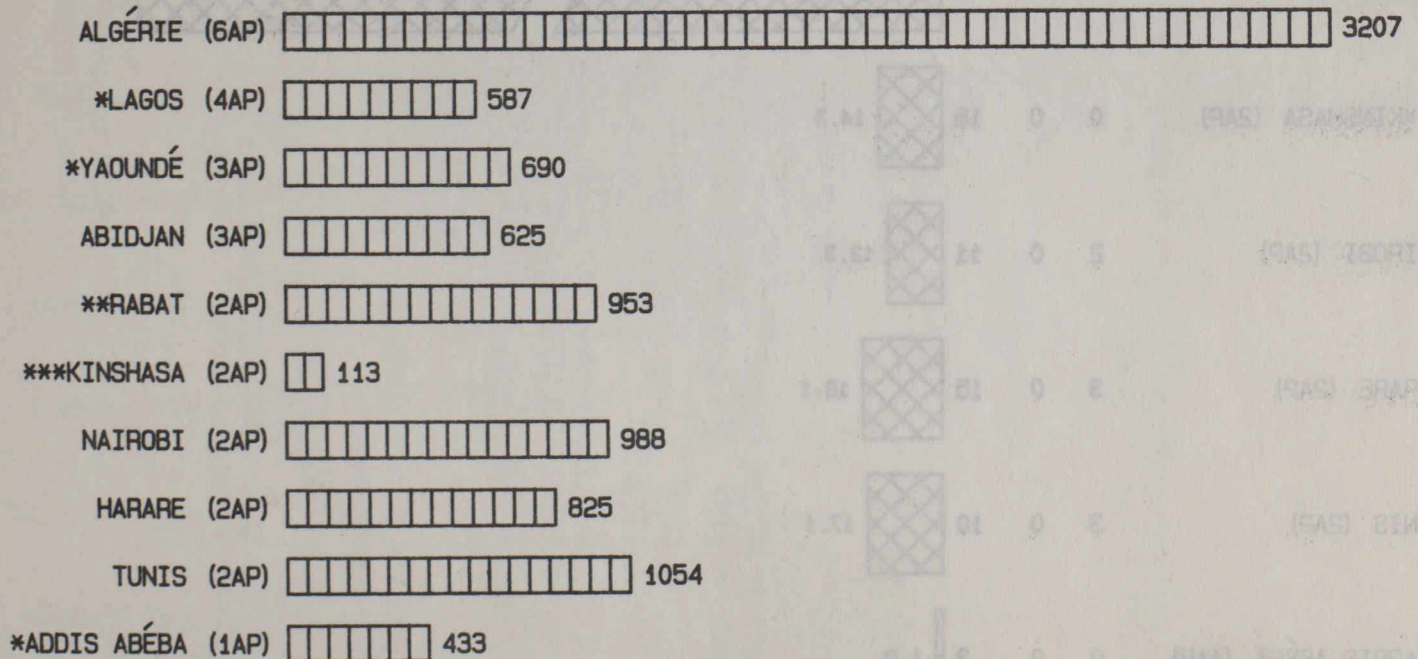 ALGÉRIE (6AP) 3207
*LAGOS (4AP) 587
*YAOUNDÉ (3AP) 690
ABIDJAN (3AP) 625
**RABAT (2AP) 953
***KINSHASA (2AP) 113
NAIROBI (2AP) 988
HARARE (2AP) 825
TUNIS (2AP) 1054
*ADDIS ABÉBA (1AP) 433